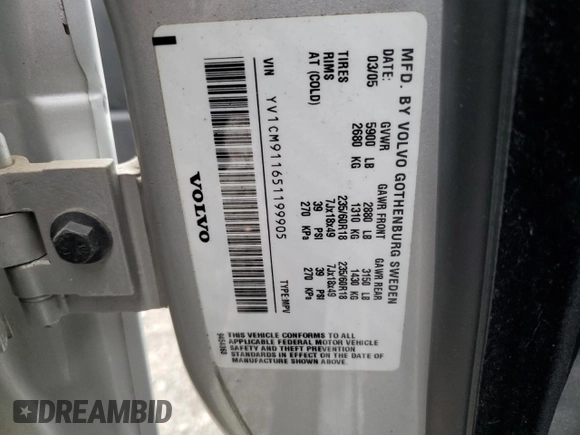 MFD. BY VOLVO GOTHENBURG SWEDEN
DATE: GVWR GAWR FRONT GAWR REAR
03/05 5900 LB 2880 LB 3150 LB
2680 KG 1310 KG 1430 KG
TIRES 235/60R18 235/60R18
RIMS 7Jx18x49 7Jx18x49
AT (COLD) 39 PSI 39 PSI
270 KPa 270 KPa
VIN YV1CM911651199905 TYPE:MPV
VOLVO
THIS VEHICLE CONFORMS TO ALL
APPLICABLE FEDERAL MOTOR VEHICLE
SAFETY AND THEFT PREVENTION
STANDARDS IN EFFECT ON THE DATE
OF MANUFACTURE SHOWN ABOVE.
DREAMBID